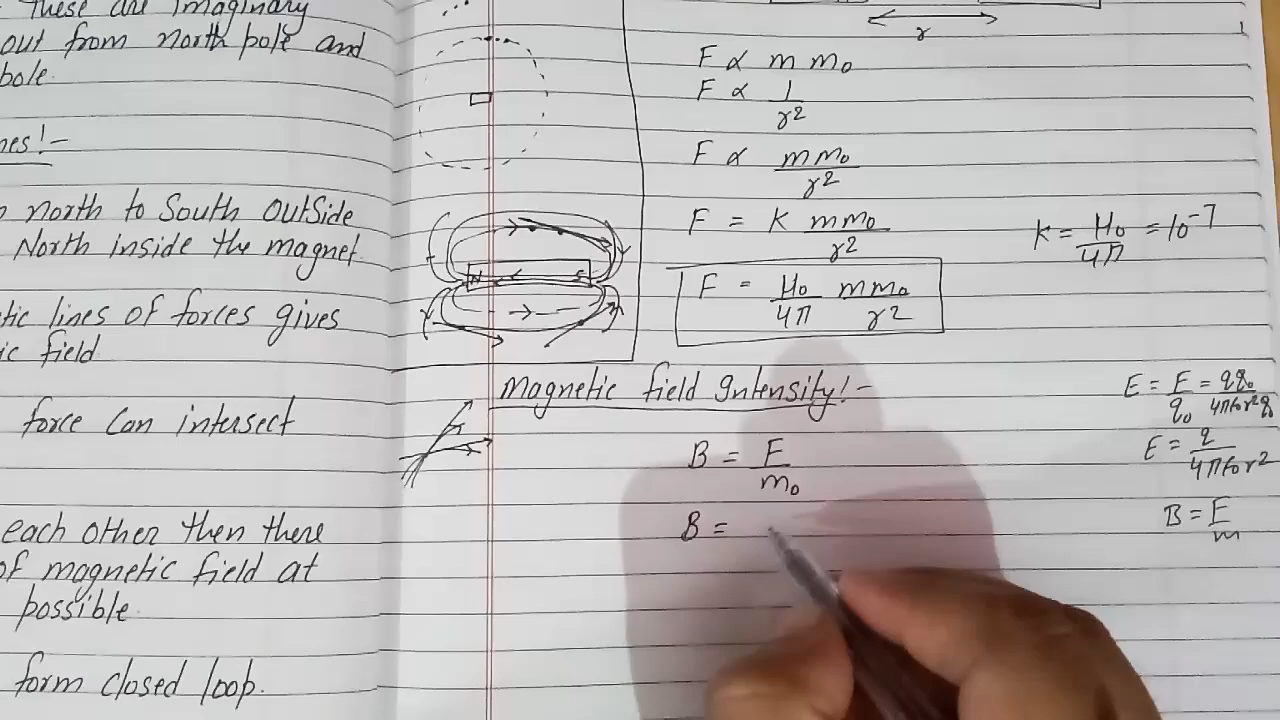 These are imaginary
out from north pole and
pole.
nes!-
north to South outside
North inside the magnet.
tic lines of forces gives
ic field
force can intersect
each other then there
of magnetic field at
possible.
form closed loop.
N S
r
F ∝ m m₀
F ∝ 1/r²
F ∝ m m₀/r²
F = K m m₀/r²
K = μ₀/4π = 10⁻⁷
F = μ₀/4π m m₀/r²
Magnetic field Intensity!-
B = F/m₀
B =
E = F/q₀ = qq₀/4πε₀r²q₀
E = q/4πε₀r²
B = F/m